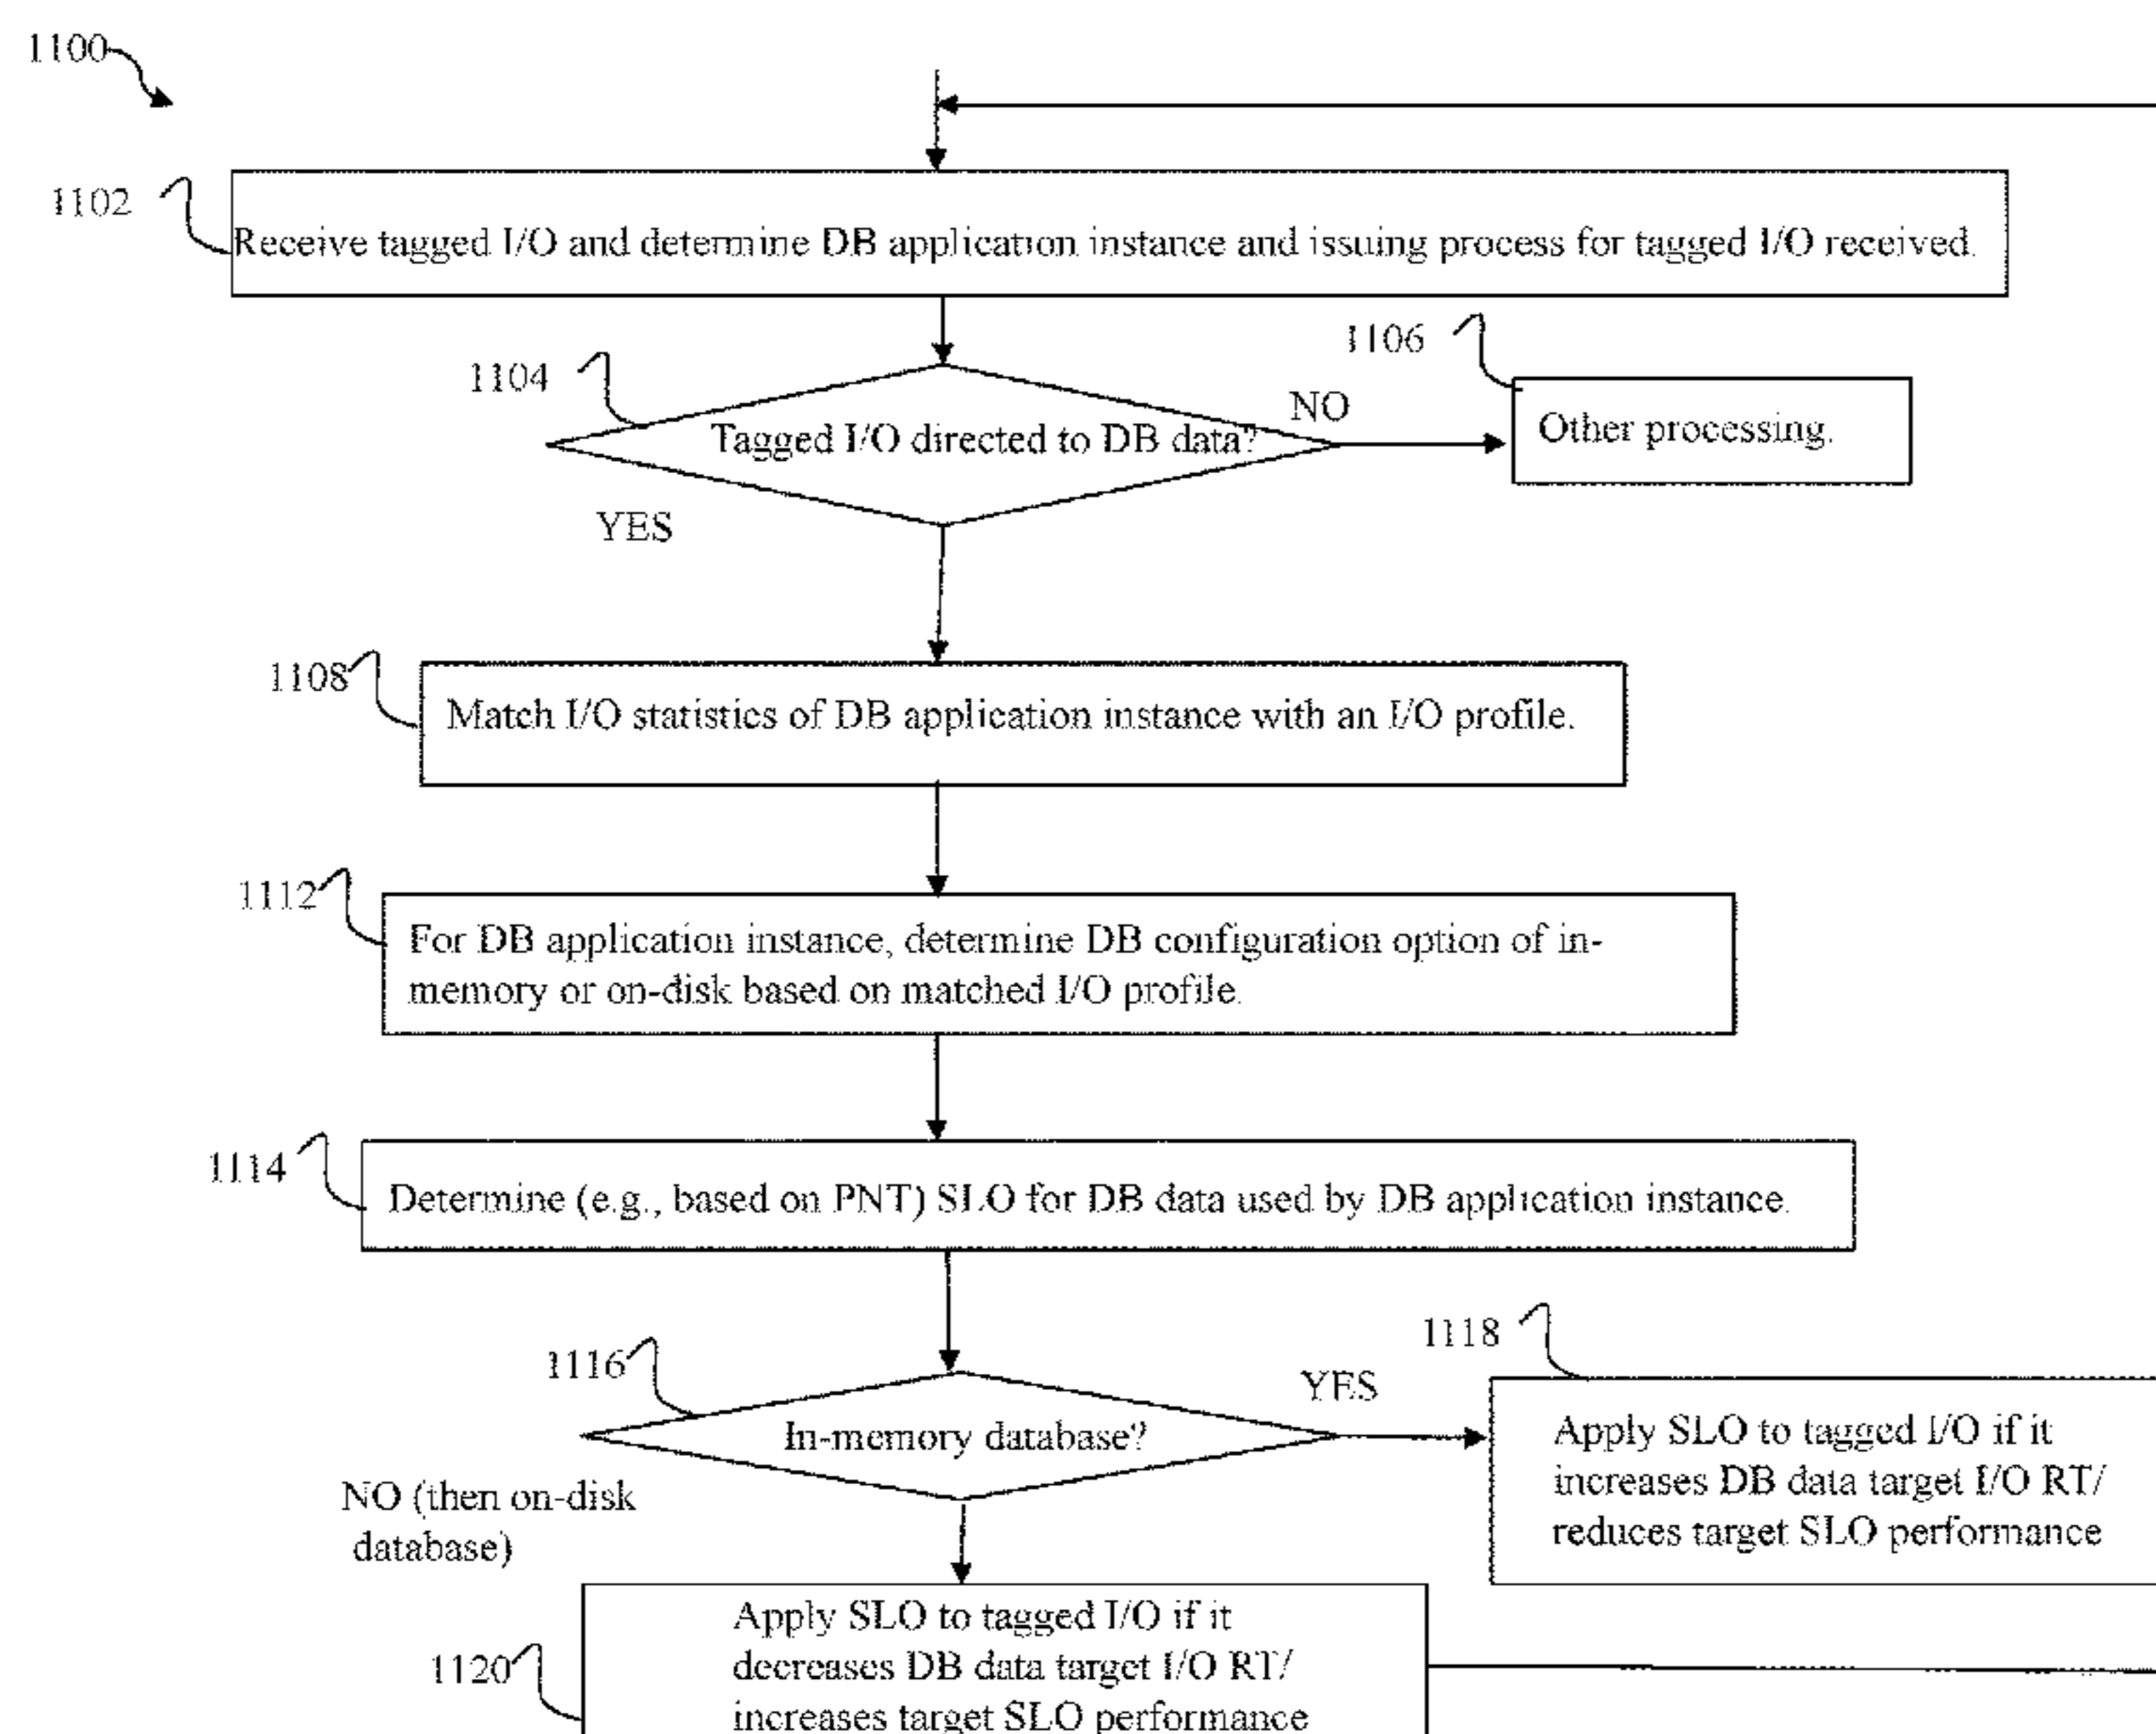 1100
1102
Receive tagged I/O and determine DB application instance and issuing process for tagged I/O received.
1104
Tagged I/O directed to DB data?
NO
1106
Other processing.
YES
1108
Match I/O statistics of DB application instance with an I/O profile.
1112
For DB application instance, determine DB configuration option of in-
memory or on-disk based on matched I/O profile.
1114
Determine (e.g., based on PNT) SLO for DB data used by DB application instance.
1116
In-memory database?
YES
1118
Apply SLO to tagged I/O if it
increases DB data target I/O RT/
reduces target SLO performance
NO (then on-disk
database)
1120
Apply SLO to tagged I/O if it
decreases DB data target I/O RT/
increases target SLO performance